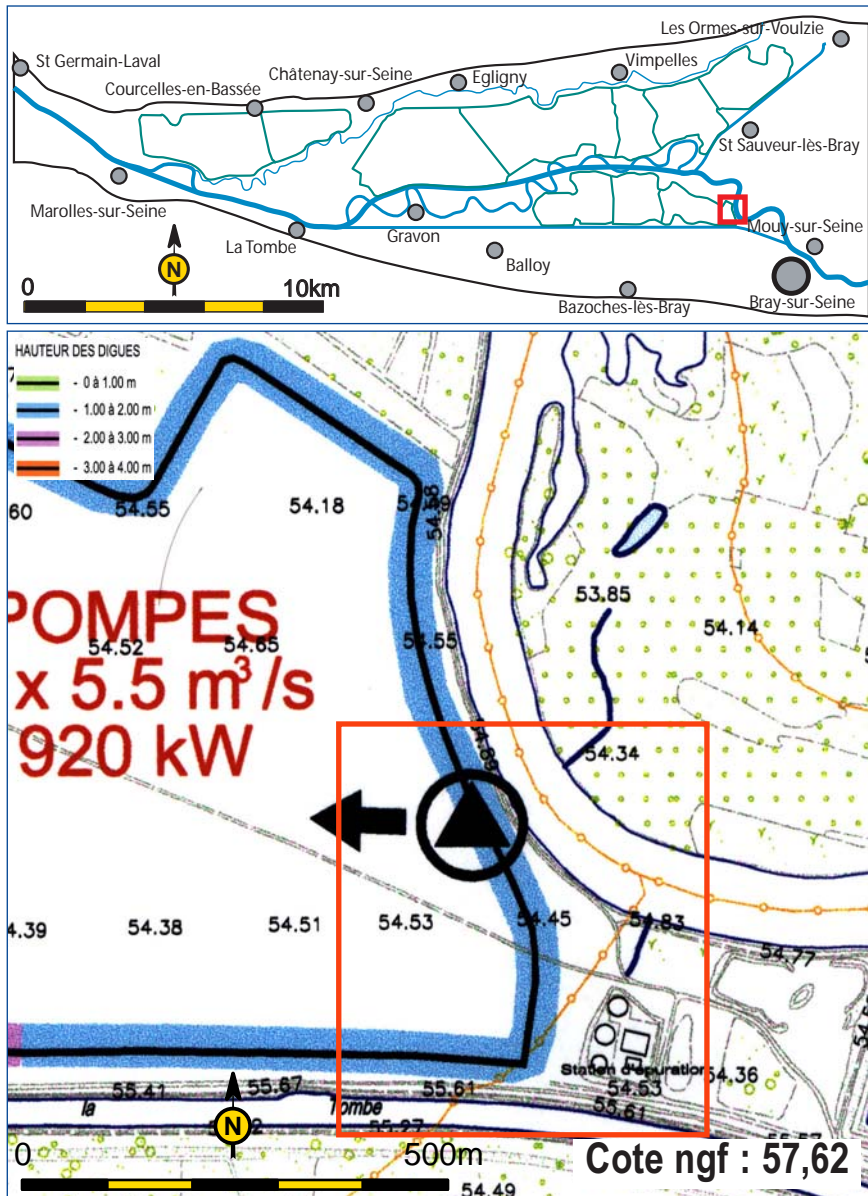 Les Ormes-sur-Voulzie
St Germain-Laval
Vimpelles
Châtenay-sur-Seine
Egligny
Courcelles-en-Bassée
St Sauveur-lès-Bray
Marolles-sur-Seine
Mouy-sur-Seine
La Tombe
Gravon
Balloy
N
0
10km
Bray-sur-Seine
Bazoches-lès-Bray
HAUTEUR DES DIGUES
- 0 à 1.00 m
- 1.00 à 2.00 m
- 2.00 à 3.00 m
- 3.00 à 4.00 m
60
54.55
54.18
54.58
53.85
54.14
POMPES
54.52
54.65
54.55
x 5.5 m³/s
920 kW
54.34
4.39
54.38
54.51
54.53
54.45
54.83
54.77
Station d'épuration
54.53
54.36
55.41
55.67
55.61
55.61
la
Tombe
55.27
N
0
500m
Cote ngf : 57,62
54.49